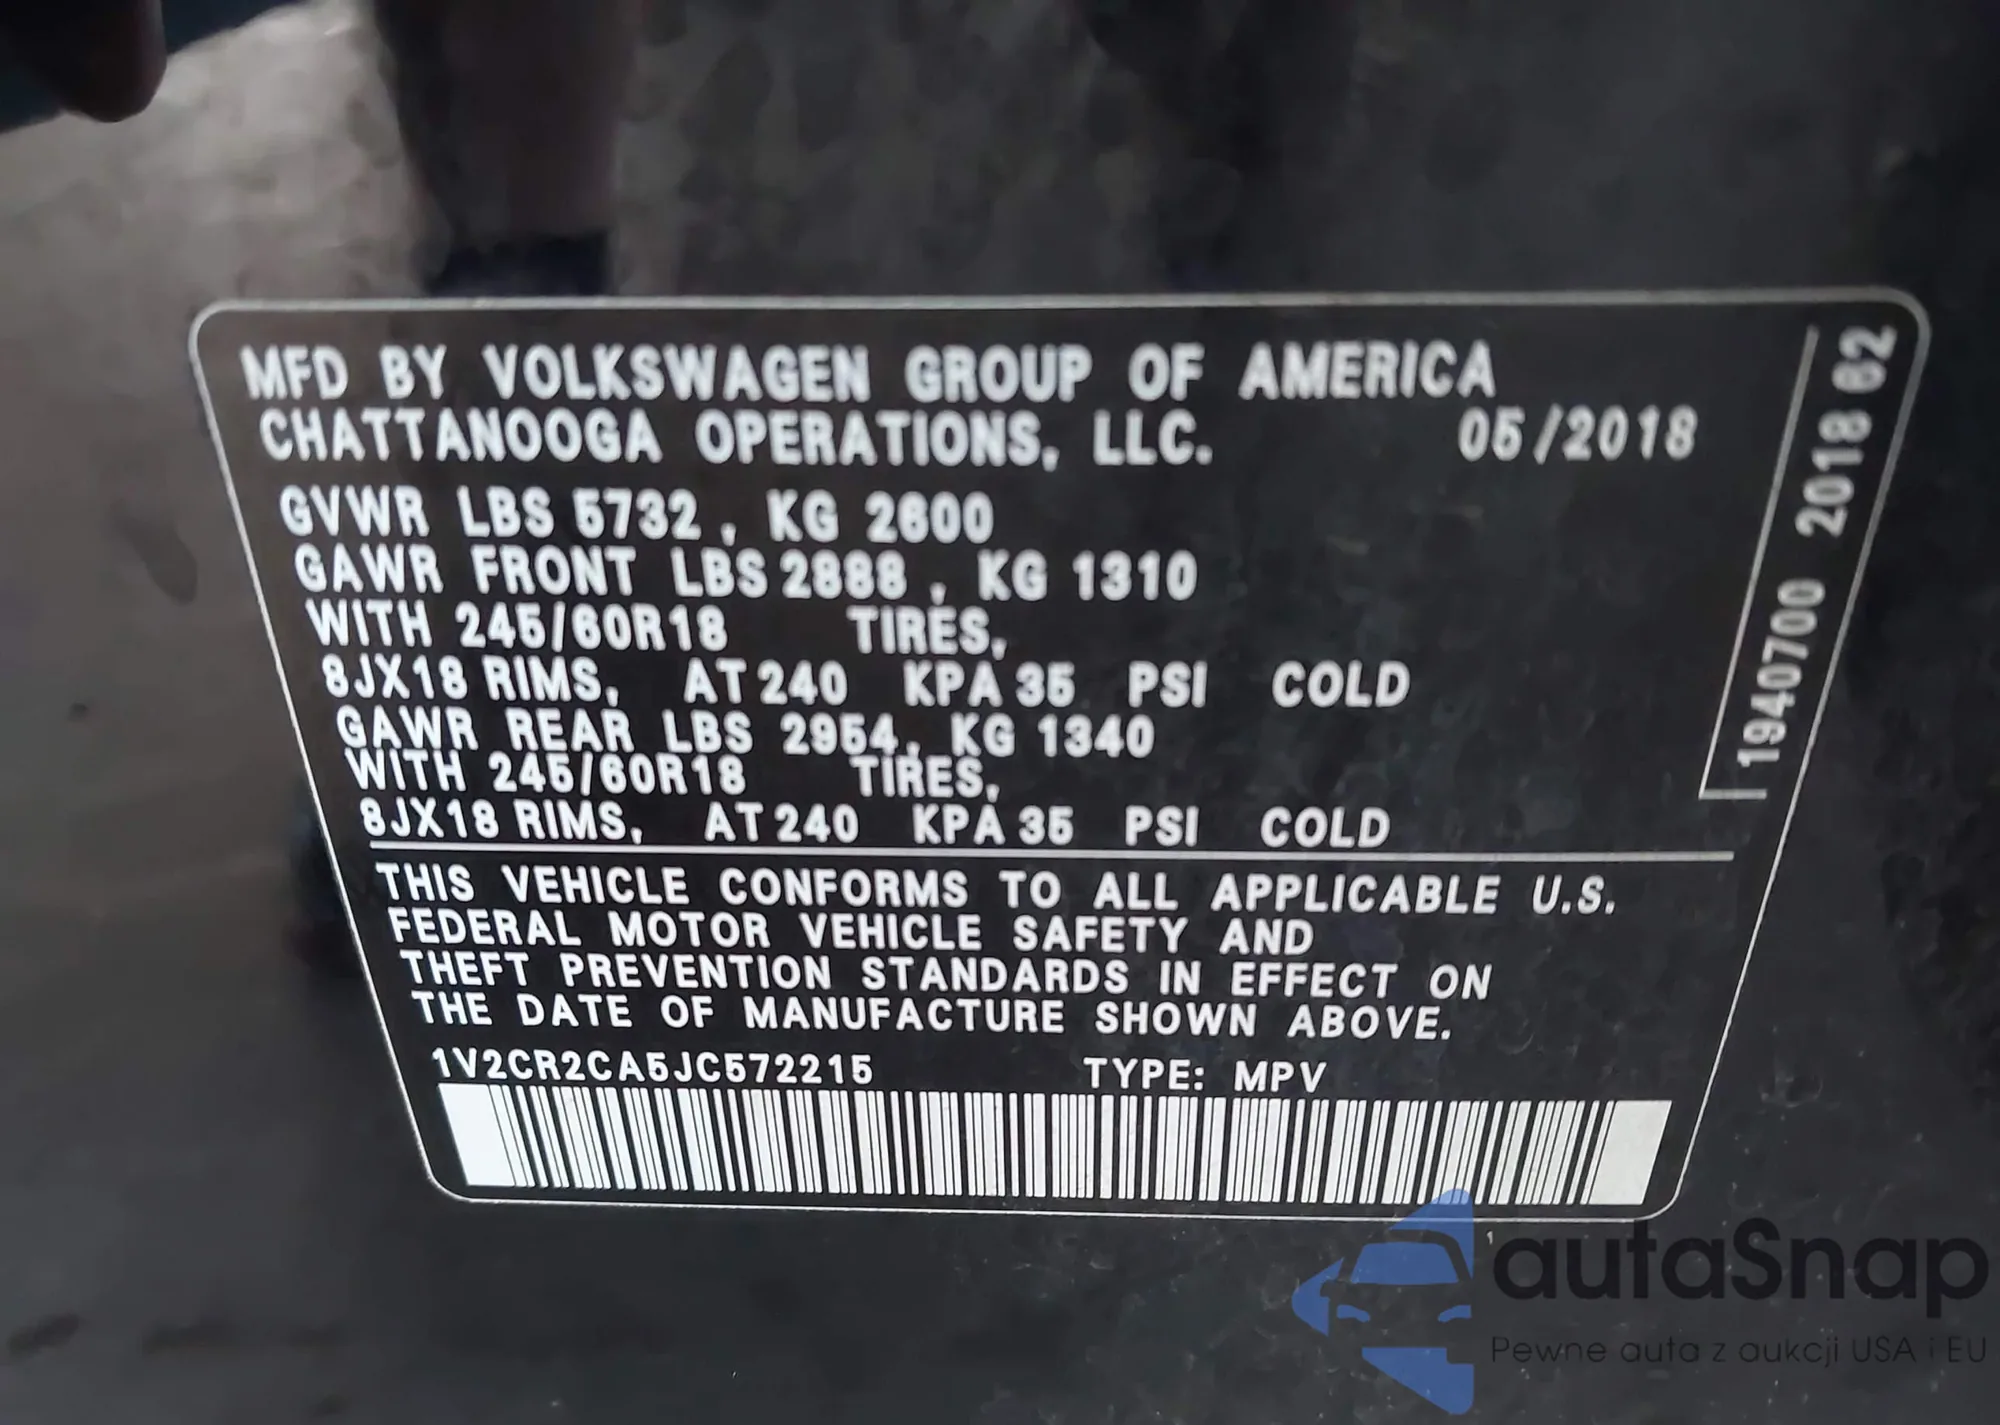 MFD BY VOLKSWAGEN GROUP OF AMERICA
CHATTANOOGA OPERATIONS, LLC. 05/2018
GVWR LBS 5732 , KG 2600
GAWR FRONT LBS 2888 , KG 1310
WITH 245/60R18 TIRES,
8JX18 RIMS, AT 240 KPA 35 PSI COLD
GAWR REAR LBS 2954, KG 1340
WITH 245/60R18 TIRES,
8JX18 RIMS, AT 240 KPA 35 PSI COLD
THIS VEHICLE CONFORMS TO ALL APPLICABLE U.S.
FEDERAL MOTOR VEHICLE SAFETY AND
THEFT PREVENTION STANDARDS IN EFFECT ON
THE DATE OF MANUFACTURE SHOWN ABOVE.
1V2CR2CA5JC572215 TYPE: MPV
1940700 2018 82
autaSnap
Pewne auta z aukcji USA i EU